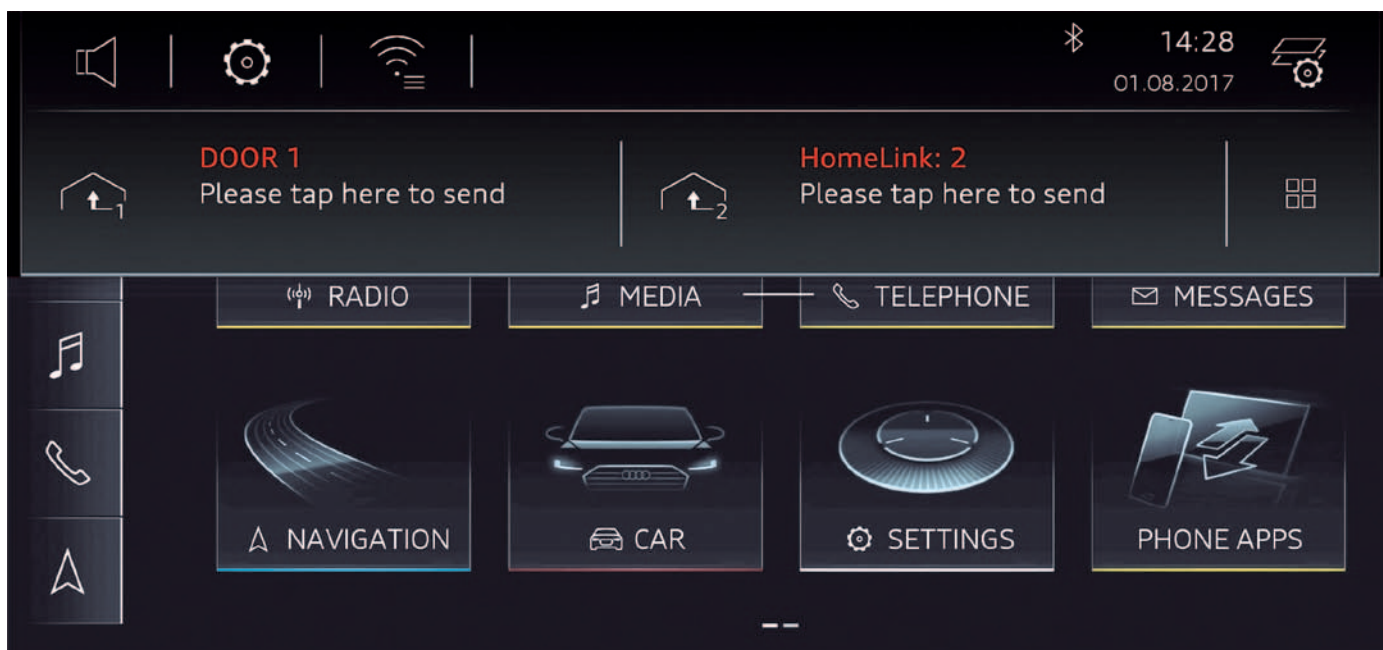 14:28
01.08.2017
DOOR 1
Please tap here to send
1
HomeLink: 2
Please tap here to send
2
RADIO
MEDIA
TELEPHONE
MESSAGES
NAVIGATION
CAR
SETTINGS
PHONE APPS